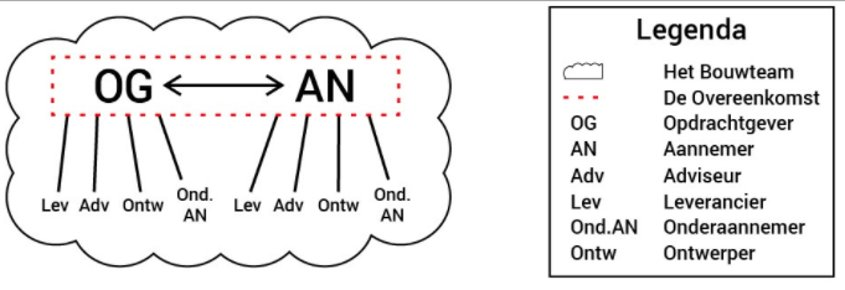 OG AN
Lev Adv Ontw Ond. AN Lev Adv Ontw Ond. AN
Legenda
Het Bouwteam
De Overeenkomst
OG Opdrachtgever
AN Aannemer
Adv Adviseur
Lev Leverancier
Ond.AN Onderaannemer
Ontw Ontwerper